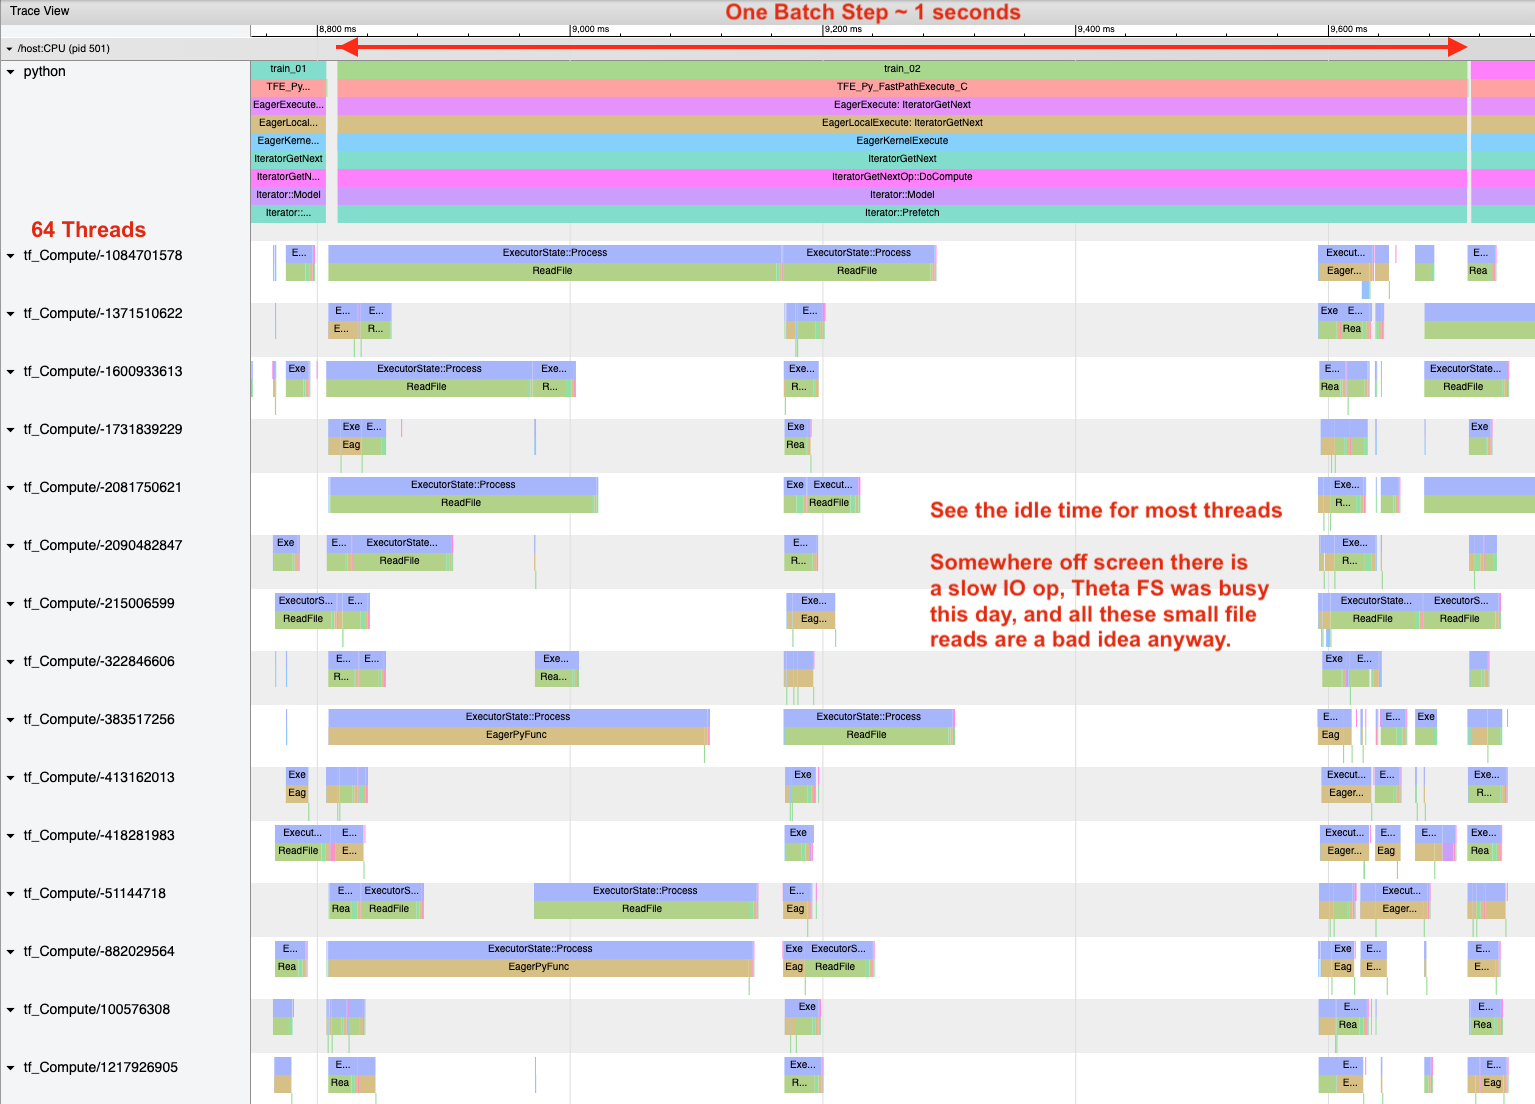 Trace View
One Batch Step ~ 1 seconds
8,800 ms 9,000 ms 9,200 ms 9,400 ms 9,600 ms
/host:CPU (pid 501)
python
train_01 train_02
TFE_Py... TFE_Py_FastPathExecute_C
EagerExecute... EagerExecute: IteratorGetNext
EagerLocal... EagerLocalExecute: IteratorGetNext
EagerKerne... EagerKernelExecute
IteratorGetNext IteratorGetNext
IteratorGetN... IteratorGetNextOp::DoCompute
Iterator::Model Iterator::Model
Iterator::... Iterator::Prefetch
64 Threads
tf_Compute/-1084701578
E... ExecutorState::Process ExecutorState::Process Execut... E...
ReadFile ReadFile Eager... Rea
tf_Compute/-1371510622
E... E... E... Exe E...
E... R... Rea
tf_Compute/-1600933613
Exe ExecutorState::Process Exe... Exe... E... ExecutorState...
ReadFile R... R... Rea ReadFile
tf_Compute/-1731839229
Exe E... Exe Exe
Eag Rea
tf_Compute/-2081750621
ExecutorState::Process Exe Execut... Exe...
ReadFile ReadFile R...
See the idle time for most threads
tf_Compute/-2090482847
Exe E... ExecutorState... E... Exe...
ReadFile R... R...
Somewhere off screen there is
a slow IO op, Theta FS was busy
this day, and all these small file
reads are a bad idea anyway.
tf_Compute/-215006599
ExecutorS... E... Exe... ExecutorState... ExecutorS...
ReadFile Eag... ReadFile ReadFile
tf_Compute/-322846606
E... E... Exe... Exe E...
R... Rea...
tf_Compute/-383517256
ExecutorState::Process ExecutorState::Process E... E... Exe
EagerPyFunc ReadFile Eag
tf_Compute/-413162013
Exe Exe Execut... E... Exe...
Eag Eager... R...
tf_Compute/-418281983
Execut... E... Exe Execut... E... E... Exe...
ReadFile E... Eager... Eag Rea
tf_Compute/-51144718
E... ExecutorS... ExecutorState::Process E... Execut...
Rea ReadFile ReadFile Eag Eager...
tf_Compute/-882029564
E... ExecutorState::Process Exe ExecutorS... Exe E... E...
Rea EagerPyFunc Eag ReadFile Eag E... E...
tf_Compute/100576308
Exe E... E...
Rea Rea
tf_Compute/1217926905
E... Exe... E... E...
Rea R... E... Eag